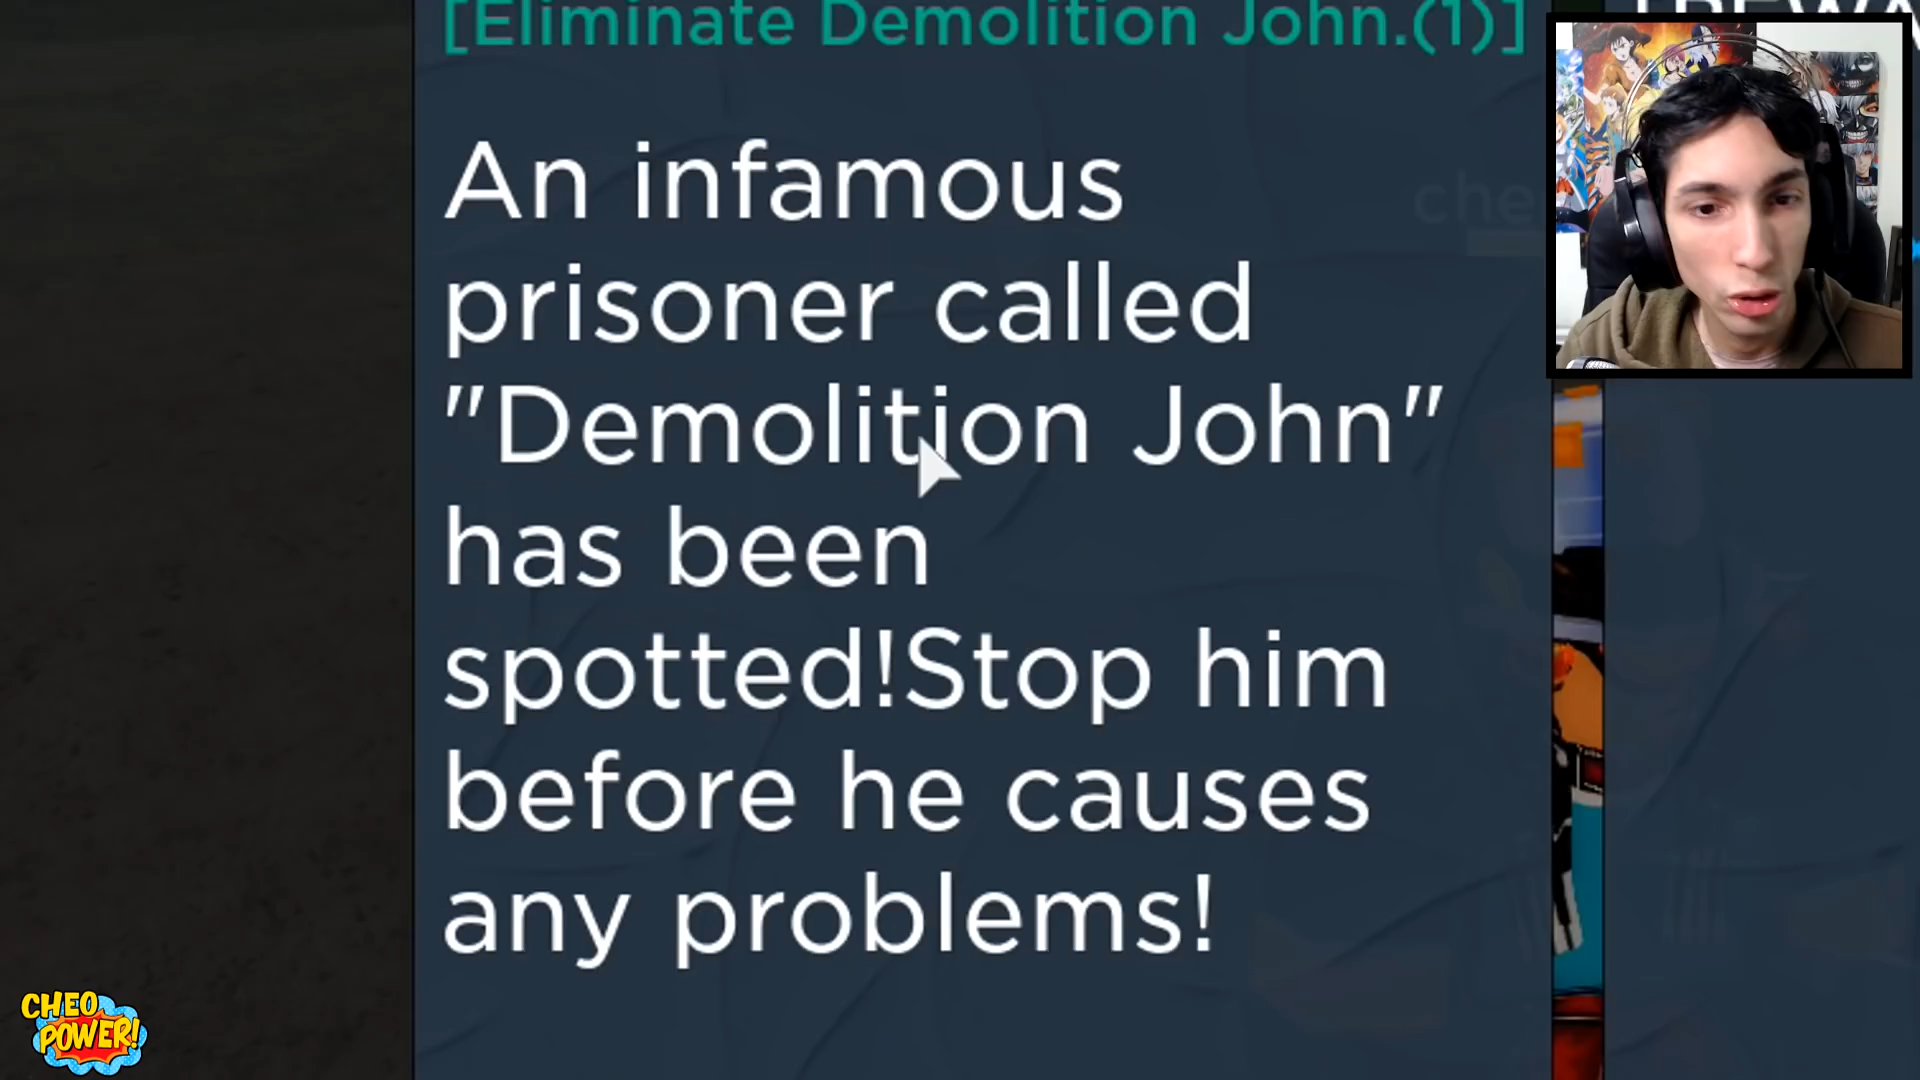 [Eliminate Demolition John.(1)]
An infamous
prisoner called
"Demolition John"
has been
spotted!Stop him
before he causes
any problems!
CHEO
POWER!